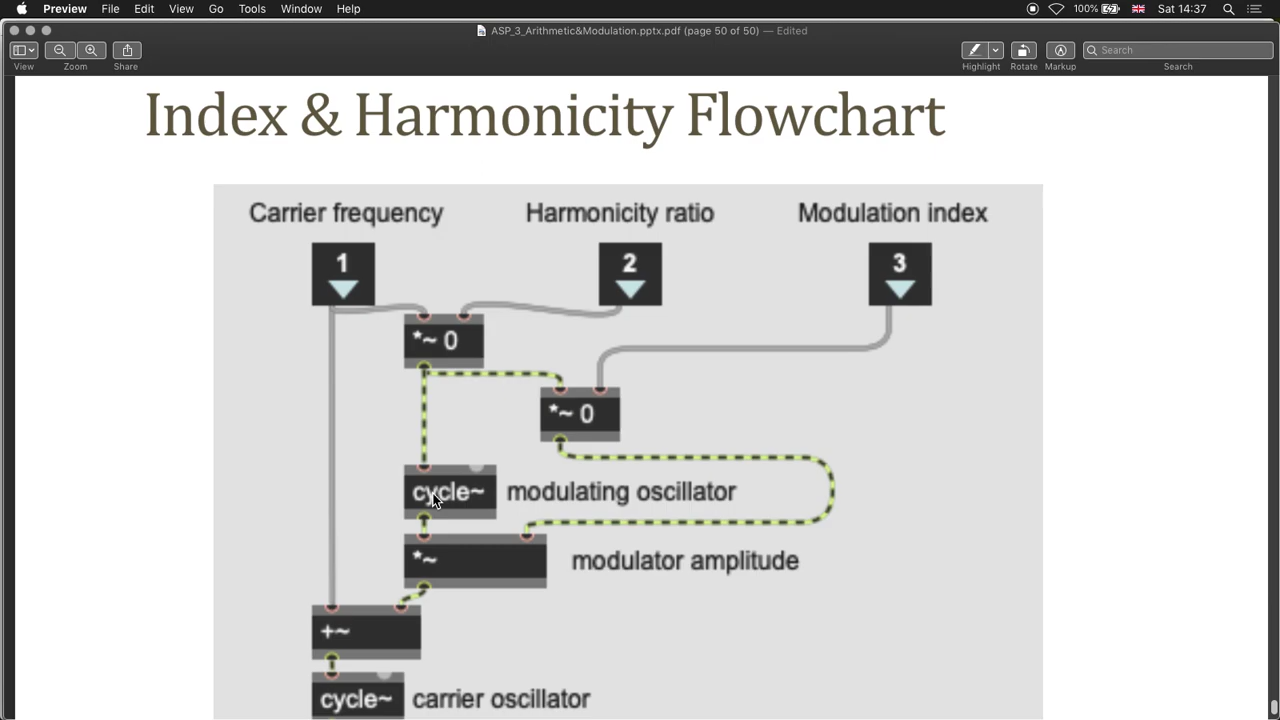 Preview File Edit View Go Tools Window Help 100% Sat 14:37
ASP_3_Arithmetic&Modulation.pptx.pdf (page 50 of 50) — Edited
View Zoom Share Highlight Rotate Markup Search
Search
Index & Harmonicity Flowchart
Carrier frequency Harmonicity ratio Modulation index
1 2 3
*~ 0
*~ 0
cycle~ modulating oscillator
*~ modulator amplitude
+~
cycle~ carrier oscillator